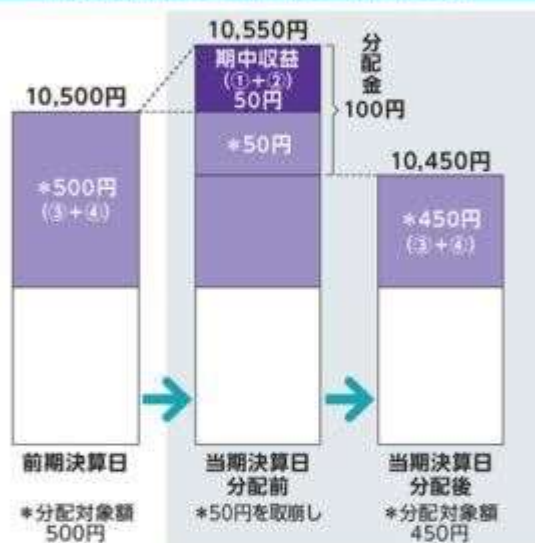 10,550円
期中収益
(①+②)
50円
分配金
100円
10,500円
*50円
10,450円
*500円
(③+④)
*450円
(③+④)
前期決算日
当期決算日
分配前
当期決算日
分配後
*分配対象額
500円
*50円を取崩し
*分配対象額
450円